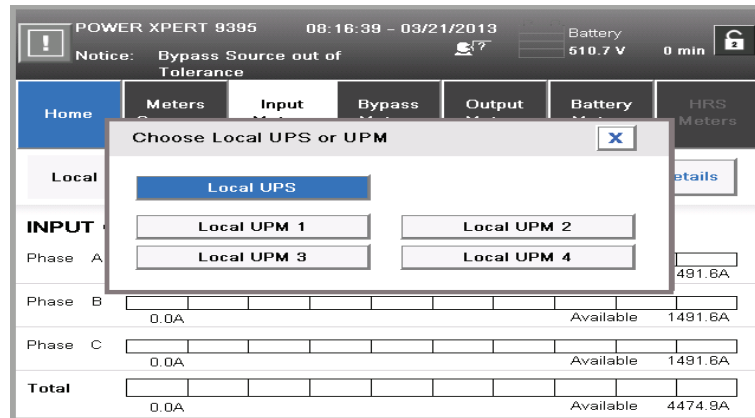 POWER XPERT 9395 08:16:39 - 03/21/2013 Battery
Notice: Bypass Source out of Tolerance
510.7 V 0 min 2
Home Meters Input Bypass Output Battery HRS Meters
Choose Local UPS or UPM X
Local etails
Local UPS
INPUT Local UPM 1 Local UPM 2
Phase A Local UPM 3 Local UPM 4
491.6A
Phase B
0.0A Available 1491.6A
Phase C
0.0A Available 1491.6A
Total
0.0A Available 4474.9A